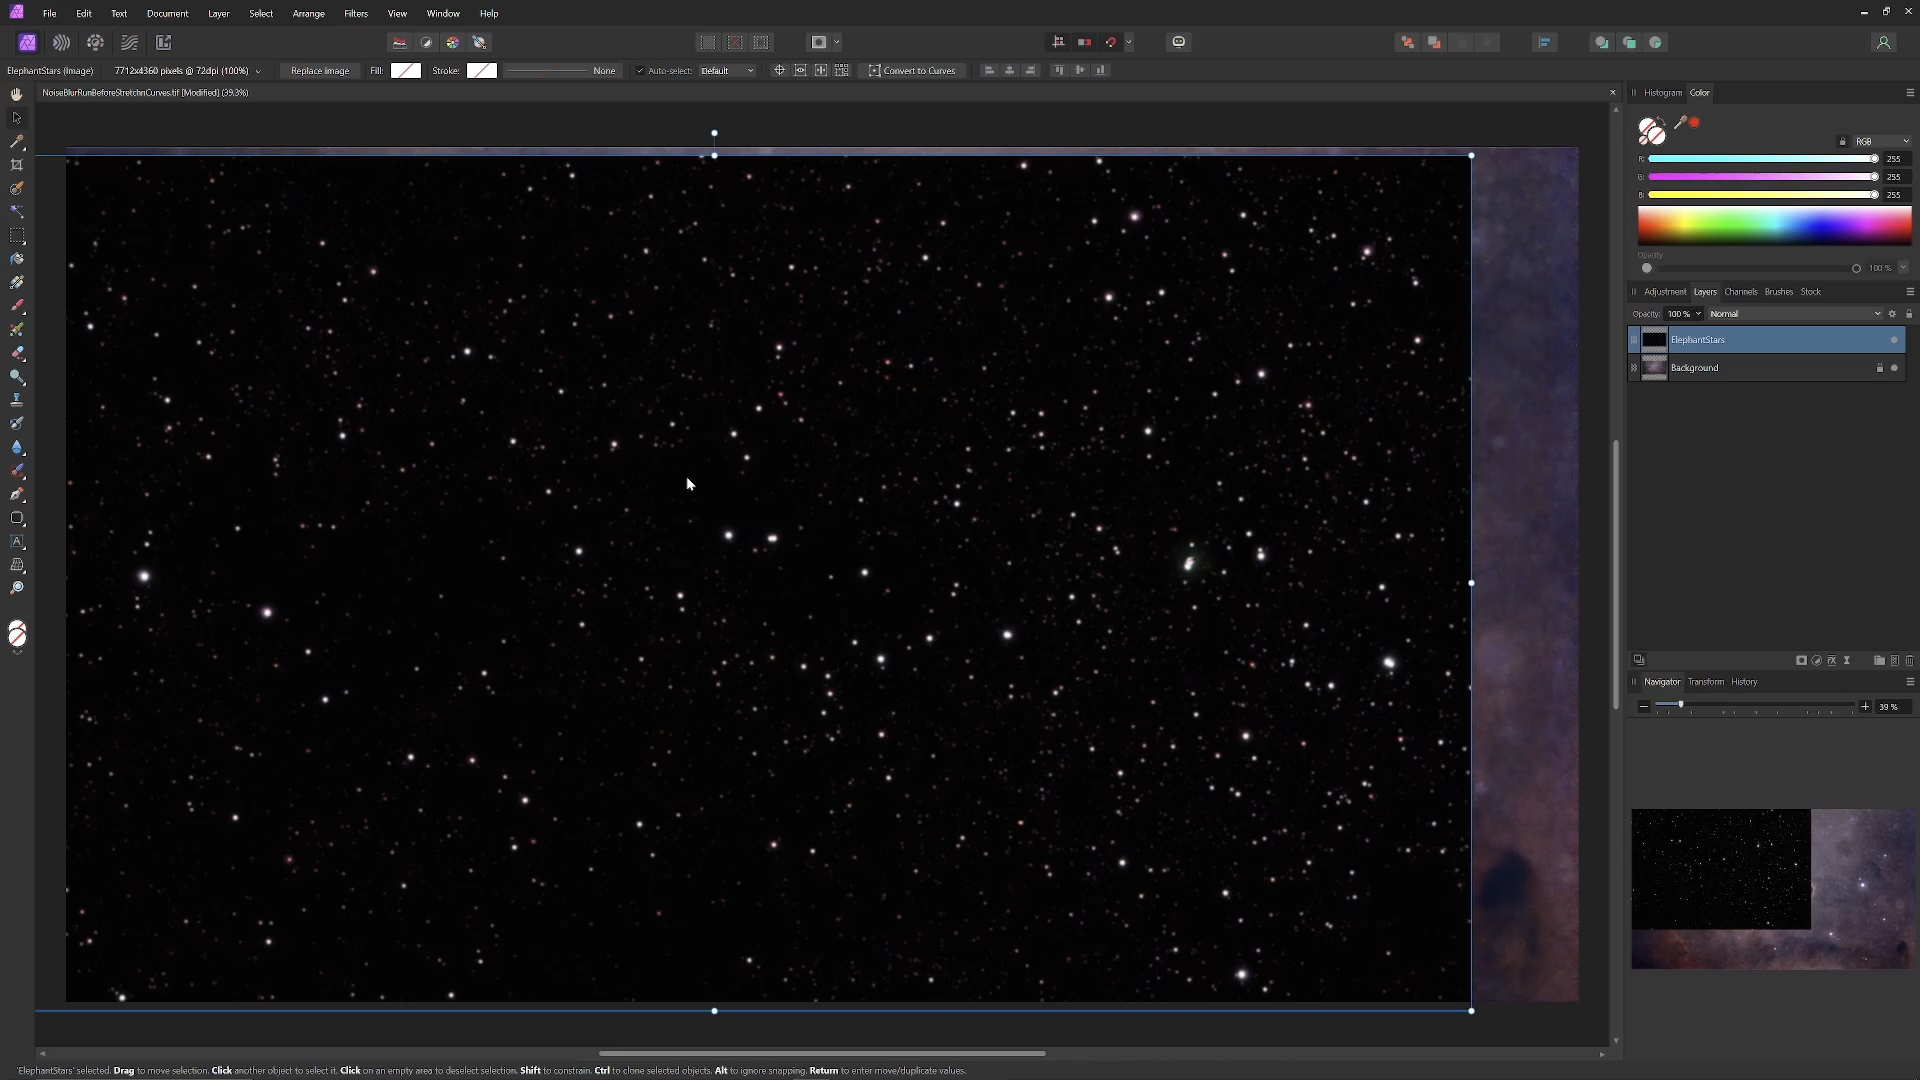 File Edit Text Document Layer Select Arrange Filters View Window Help
ElephantStars (Image) 7712x4360 pixels @ 72dpi (100%) Replace image Fill: Stroke: None Auto-select: Default Convert to Curves
NoiseBlurRunBeforeStretchnCurves.tif [Modified] (39.3%)
Histogram Color
RGB
R: 255
G: 255
B: 255
Opacity
100 %
Adjustment Layers Channels Brushes Stock
Opacity: 100 % Normal
ElephantStars
Background
Navigator Transform History
39 %
'ElephantStars' selected. Drag to move selection. Click another object to select it. Click on an empty area to deselect selection. Shift to constrain. Ctrl to clone selected objects. Alt to ignore snapping. Return to enter move/duplicate values.